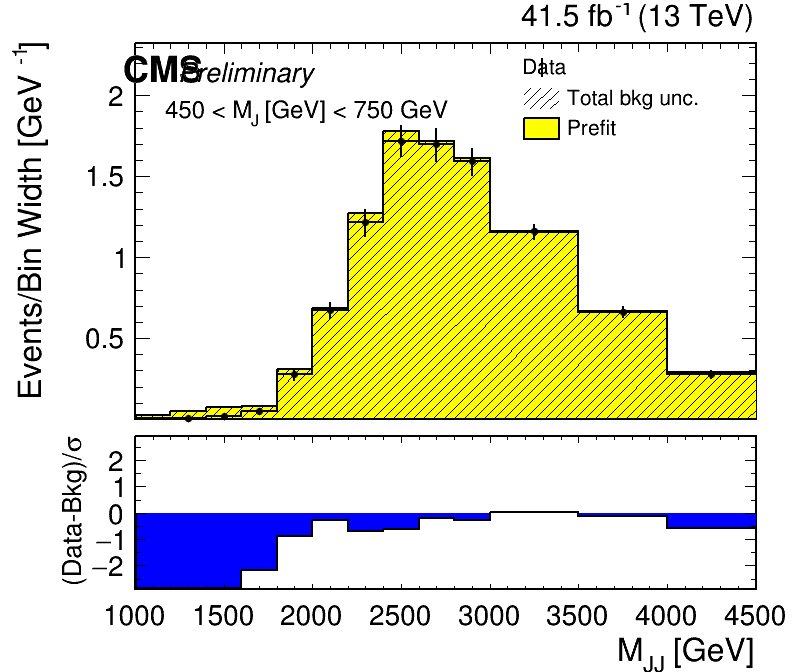 41.5 fb-1 (13 TeV)
CMS Preliminary
450 < MJ [GeV] < 750 GeV
Data
Total bkg unc.
Prefit
Events/Bin Width [GeV-1]
2
1.5
1
0.5
(Data-Bkg)/σ
2
1
0
−1
−2
1000 1500 2000 2500 3000 3500 4000 4500
MJJ [GeV]